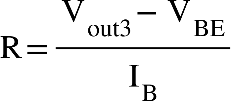 R = (V_out3 − V_BE) / I_B